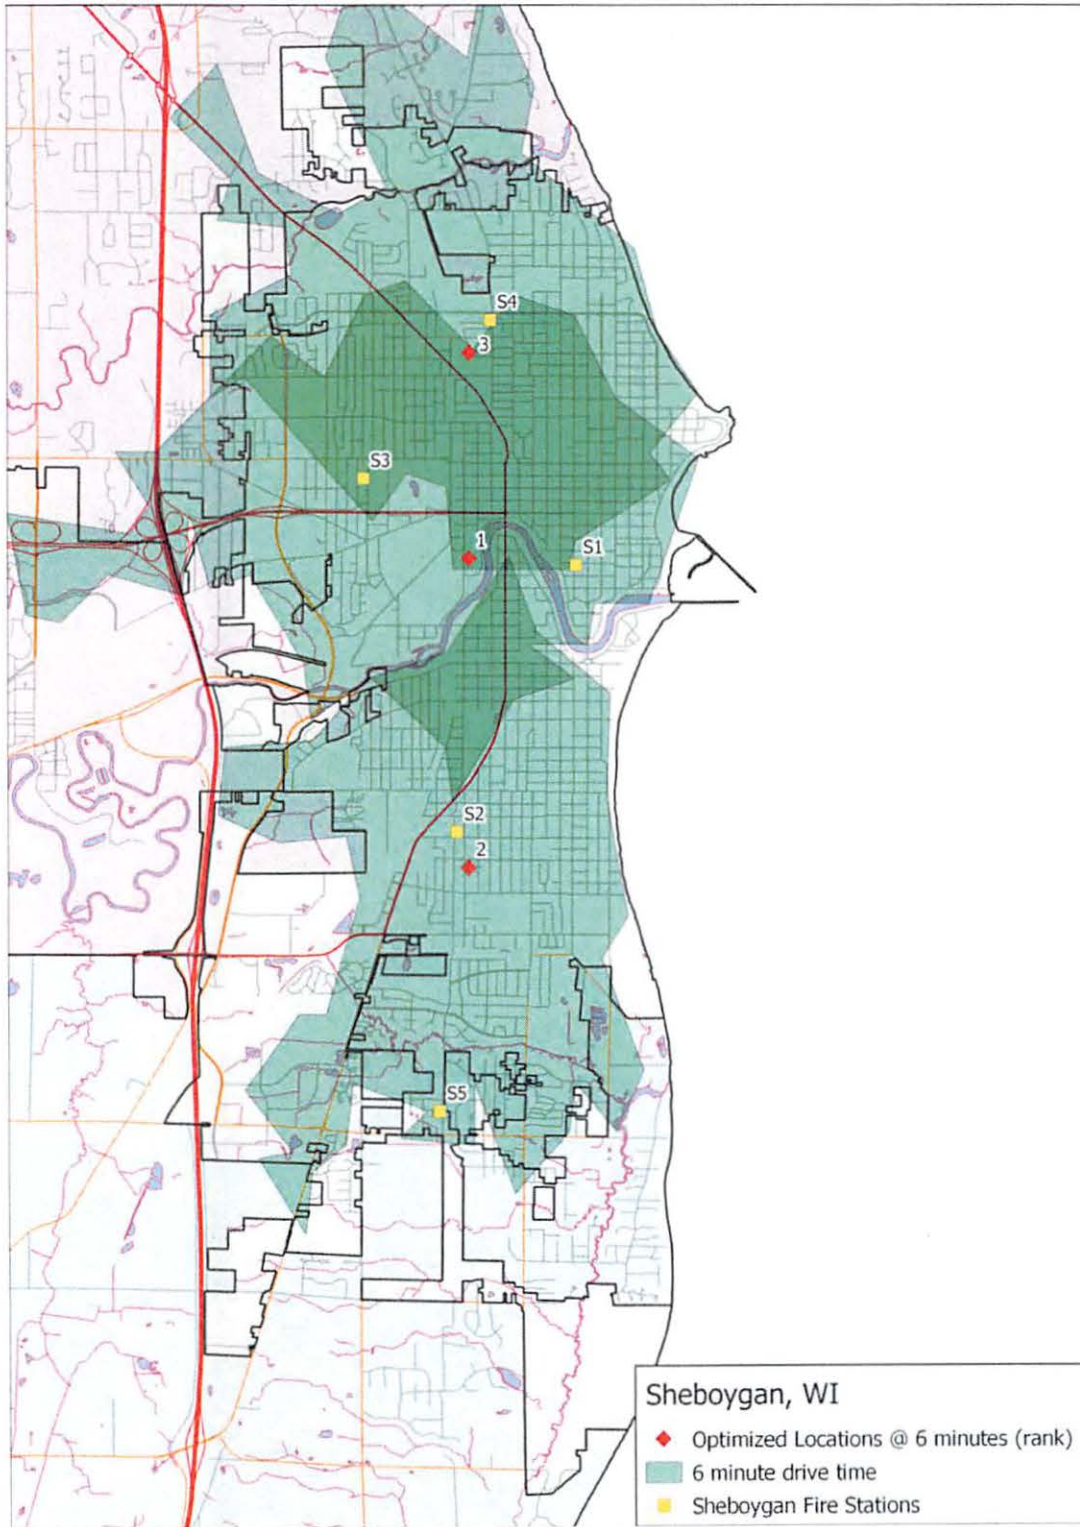 S4
3
S3
1
S1
S2
2
S5
Sheboygan, WI
Optimized Locations @ 6 minutes (rank)
6 minute drive time
Sheboygan Fire Stations